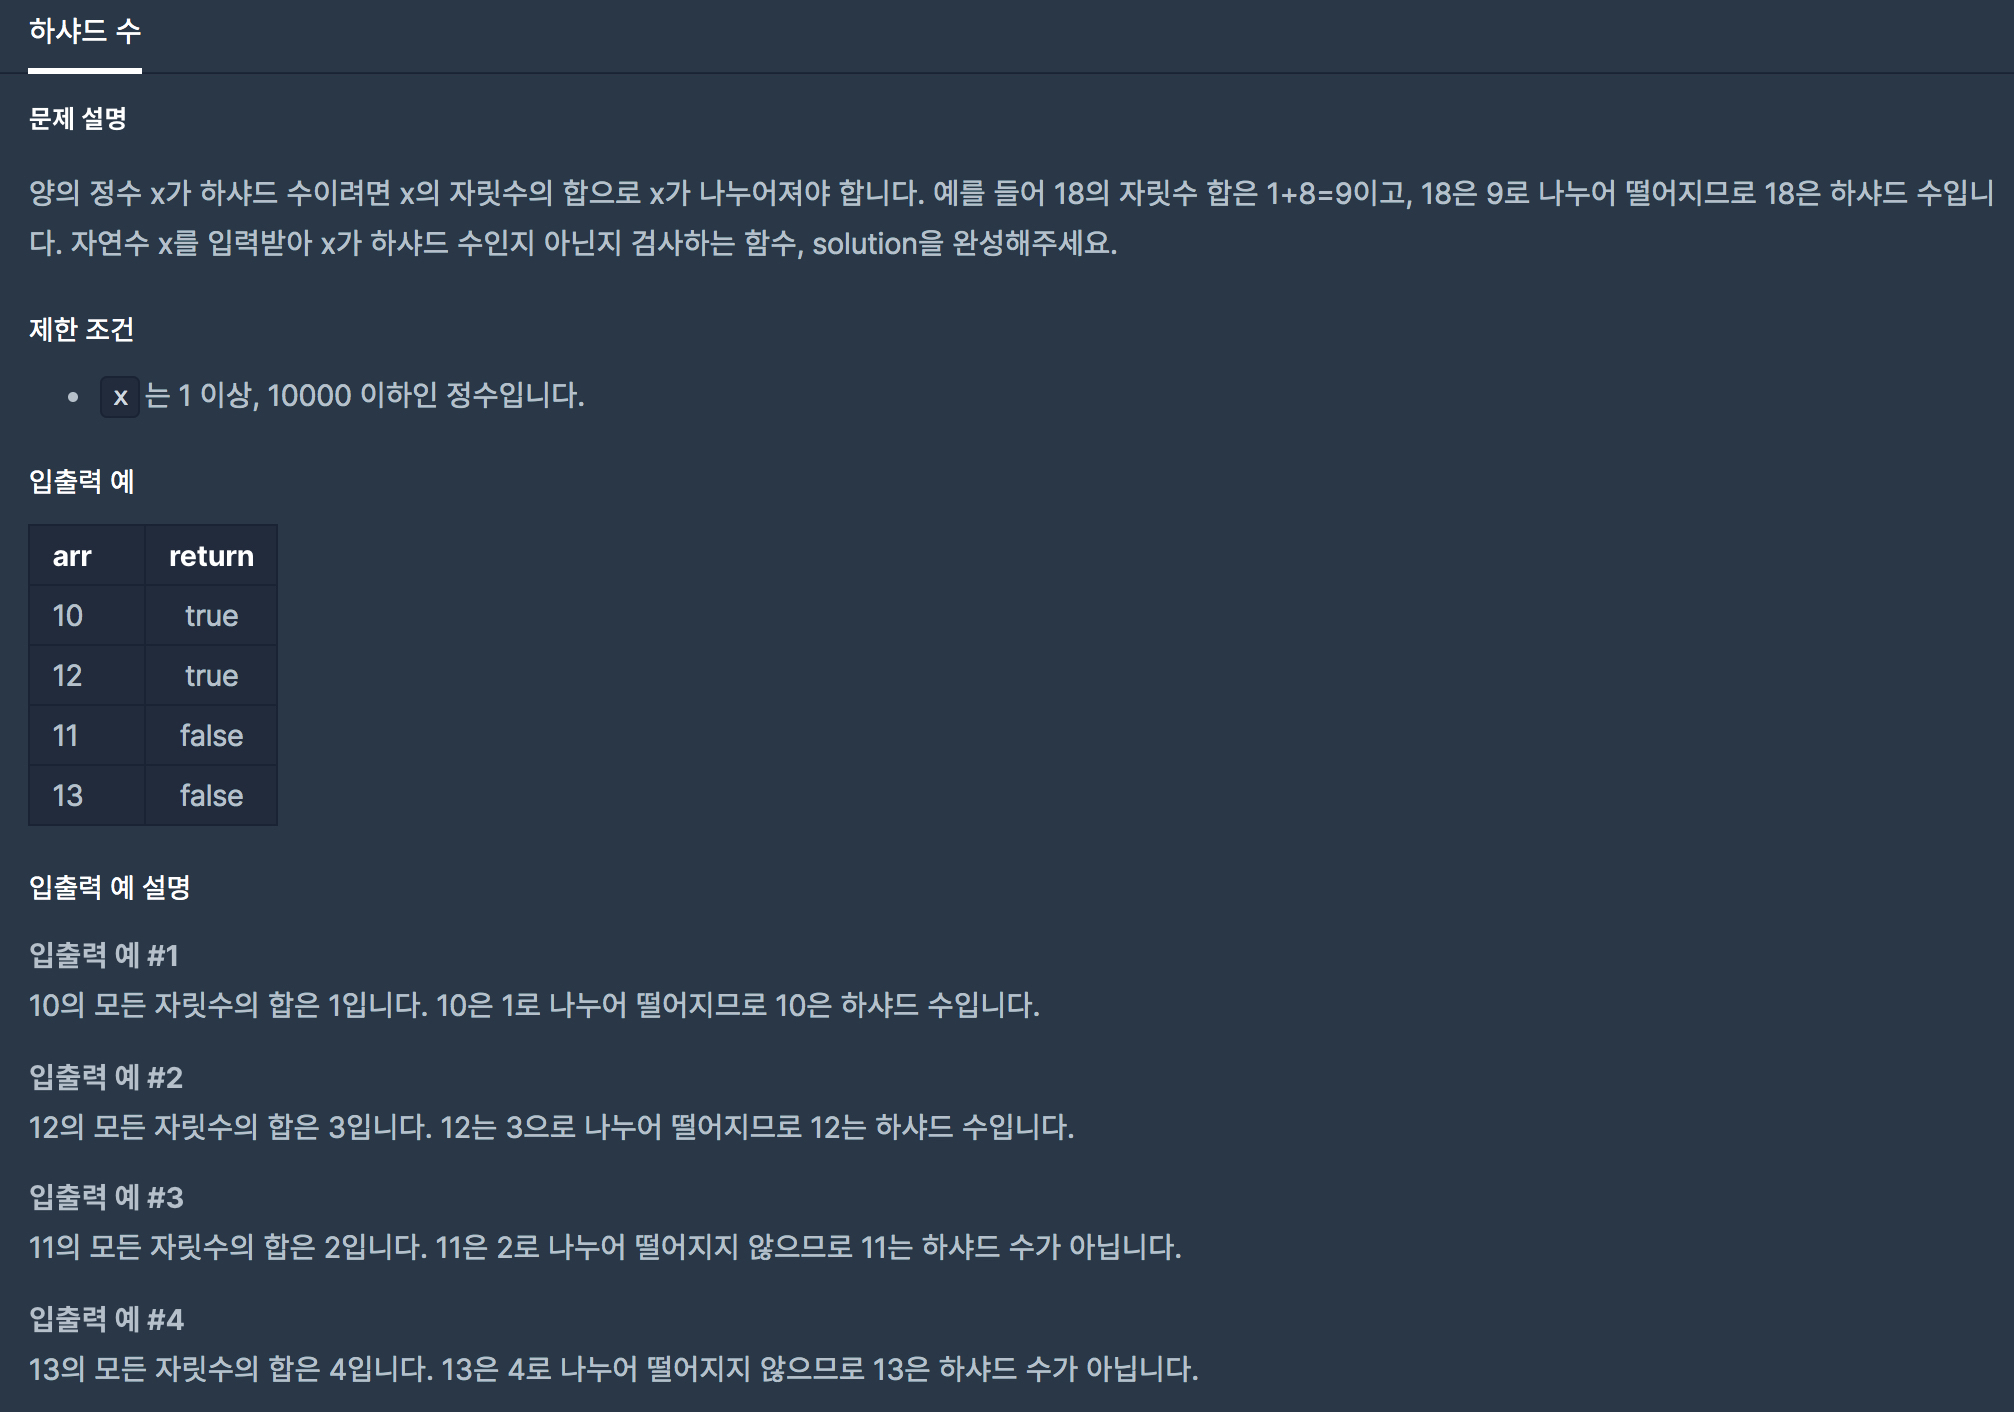 하샤드 수
문제 설명
양의 정수 x가 하샤드 수이려면 x의 자릿수의 합으로 x가 나누어져야 합니다. 예를 들어 18의 자릿수 합은 1+8=9이고, 18은 9로 나누어 떨어지므로 18은 하샤드 수입니
다. 자연수 x를 입력받아 x가 하샤드 수인지 아닌지 검사하는 함수, solution을 완성해주세요.
제한 조건
• x 는 1 이상, 10000 이하인 정수입니다.
입출력 예
arr return
10 true
12 true
11 false
13 false
입출력 예 설명
입출력 예 #1
10의 모든 자릿수의 합은 1입니다. 10은 1로 나누어 떨어지므로 10은 하샤드 수입니다.
입출력 예 #2
12의 모든 자릿수의 합은 3입니다. 12는 3으로 나누어 떨어지므로 12는 하샤드 수입니다.
입출력 예 #3
11의 모든 자릿수의 합은 2입니다. 11은 2로 나누어 떨어지지 않으므로 11는 하샤드 수가 아닙니다.
입출력 예 #4
13의 모든 자릿수의 합은 4입니다. 13은 4로 나누어 떨어지지 않으므로 13은 하샤드 수가 아닙니다.